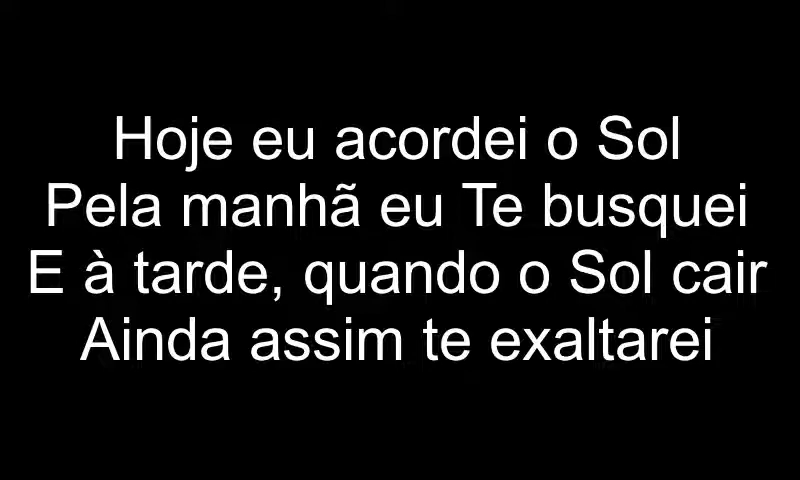 Hoje eu acordei o Sol
Pela manhã eu Te busquei
E à tarde, quando o Sol cair
Ainda assim te exaltarei